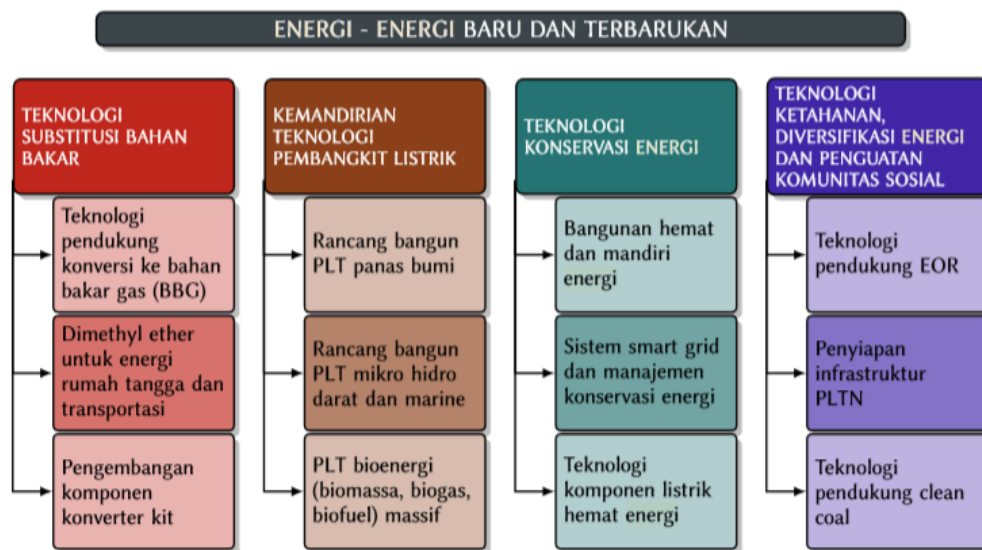 ENERGI - ENERGI BARU DAN TERBARUKAN
TEKNOLOGI
SUBSTITUSI BAHAN
BAKAR
Teknologi
pendukung
konversi ke bahan
bakar gas (BBG)
Dimethyl ether
untuk energi
rumah tangga dan
transportasi
Pengembangan
komponen
konverter kit
KEMANDIRIAN
TEKNOLOGI
PEMBANGKIT LISTRIK
Rancang bangun
PLT panas bumi
Rancang bangun
PLT mikro hidro
darat dan marine
PLT bioenergi
(biomassa, biogas,
biofuel) massif
TEKNOLOGI
KONSERVASI ENERGI
Bangunan hemat
dan mandiri
energi
Sistem smart grid
dan manajemen
konservasi energi
Teknologi
komponen listrik
hemat energi
TEKNOLOGI
KETAHANAN,
DIVERSIFIKASI ENERGI
DAN PENGUATAN
KOMUNITAS SOSIAL
Teknologi
pendukung EOR
Penyiapan
infrastruktur
PLTN
Teknologi
pendukung clean
coal